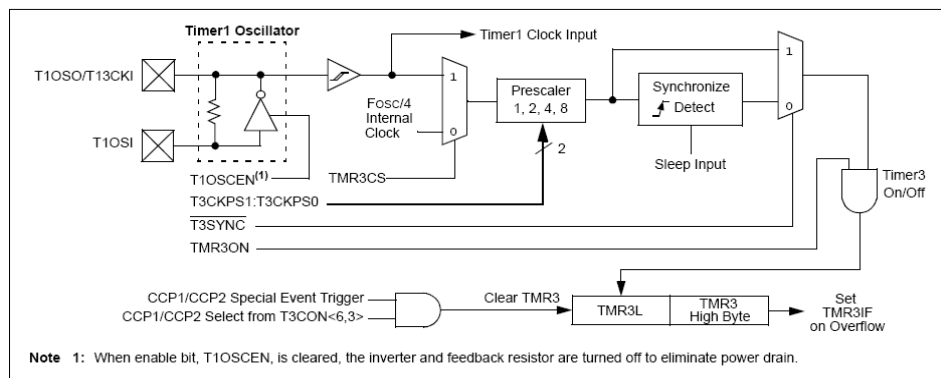 Timer1 Oscillator
Timer1 Clock Input
T1OSO/T13CKI
1
1
Prescaler
1, 2, 4, 8
Synchronize
Detect
FOSC/4
Internal
Clock
0
0
T1OSI
2
Sleep Input
T1OSCEN(1)
TMR3CS
Timer3
On/Off
T3CKPS1:T3CKPS0
T3SYNC
TMR3ON
CCP1/CCP2 Special Event Trigger
CCP1/CCP2 Select from T3CON<6,3>
Clear TMR3
TMR3L
TMR3
High Byte
Set
TMR3IF
on Overflow
Note 1: When enable bit, T1OSCEN, is cleared, the inverter and feedback resistor are turned off to eliminate power drain.